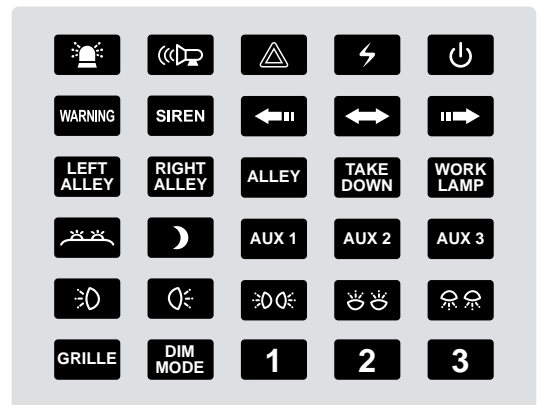 WARNING
SIREN
LEFT
ALLEY
RIGHT
ALLEY
ALLEY
TAKE
DOWN
WORK
LAMP
AUX 1
AUX 2
AUX 3
GRILLE
DIM
MODE
1
2
3